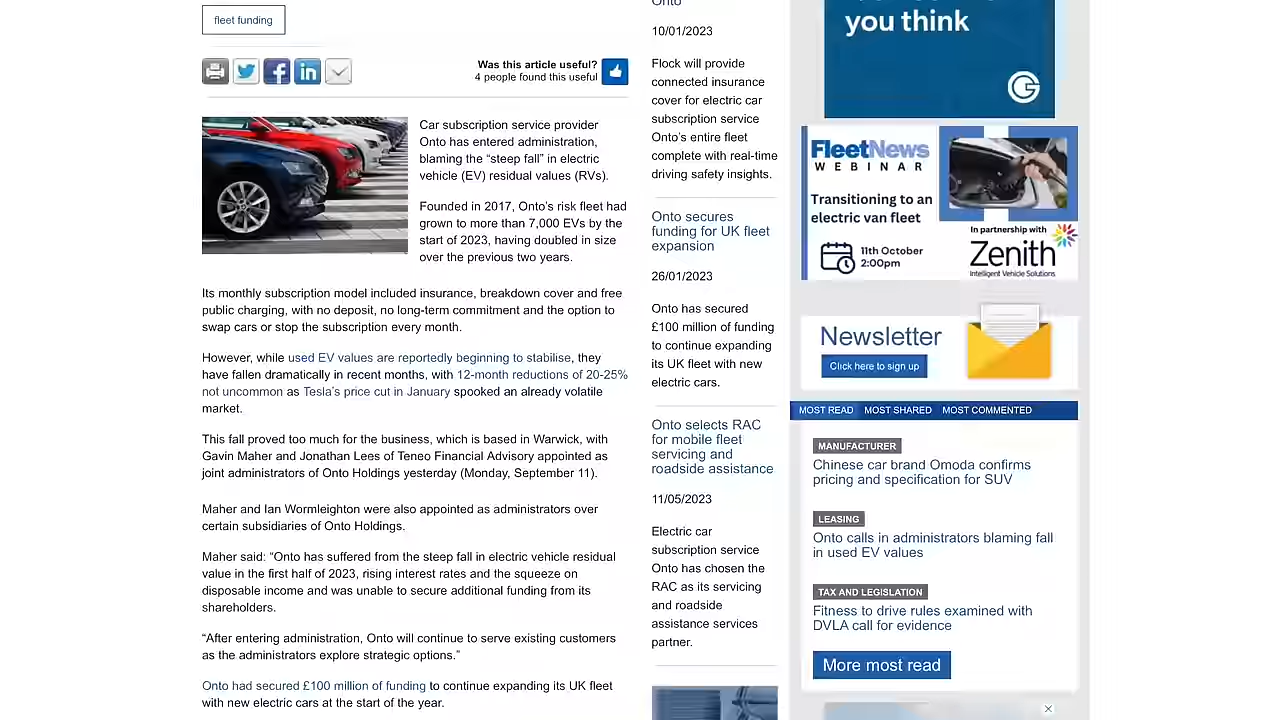 fleet funding
Was this article useful?
4 people found this useful
Car subscription service provider
Onto has entered administration,
blaming the “steep fall” in electric
vehicle (EV) residual values (RVs).
Founded in 2017, Onto’s risk fleet had
grown to more than 7,000 EVs by the
start of 2023, having doubled in size
over the previous two years.
Its monthly subscription model included insurance, breakdown cover and free
public charging, with no deposit, no long-term commitment and the option to
swap cars or stop the subscription every month.
However, while used EV values are reportedly beginning to stabilise, they
have fallen dramatically in recent months, with 12-month reductions of 20-25%
not uncommon as Tesla’s price cut in January spooked an already volatile
market.
This fall proved too much for the business, which is based in Warwick, with
Gavin Maher and Jonathan Lees of Teneo Financial Advisory appointed as
joint administrators of Onto Holdings yesterday (Monday, September 11).
Maher and Ian Wormleighton were also appointed as administrators over
certain subsidiaries of Onto Holdings.
Maher said: “Onto has suffered from the steep fall in electric vehicle residual
value in the first half of 2023, rising interest rates and the squeeze on
disposable income and was unable to secure additional funding from its
shareholders.
“After entering administration, Onto will continue to serve existing customers
as the administrators explore strategic options.”
Onto had secured £100 million of funding to continue expanding its UK fleet
with new electric cars at the start of the year.
Onto
10/01/2023
Flock will provide
connected insurance
cover for electric car
subscription service
Onto’s entire fleet
complete with real-time
driving safety insights.
Onto secures
funding for UK fleet
expansion
26/01/2023
Onto has secured
£100 million of funding
to continue expanding
its UK fleet with new
electric cars.
Onto selects RAC
for mobile fleet
servicing and
roadside assistance
11/05/2023
Electric car
subscription service
Onto has chosen the
RAC as its servicing
and roadside
assistance services
partner.
you think
FleetNews
WEBINAR
Transitioning to an
electric van fleet
11th October
2:00pm
In partnership with
Zenith
Intelligent Vehicle Solutions
Newsletter
Click here to sign up
MOST READ MOST SHARED MOST COMMENTED
MANUFACTURER
Chinese car brand Omoda confirms
pricing and specification for SUV
LEASING
Onto calls in administrators blaming fall
in used EV values
TAX AND LEGISLATION
Fitness to drive rules examined with
DVLA call for evidence
More most read